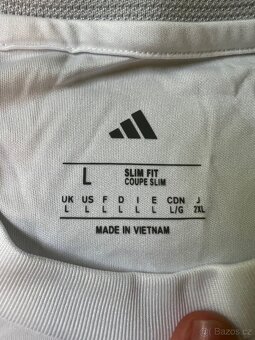 L
SLIM FIT
COUPE SLIM
UK US F D I E CDN J
L L L L L L L/G 2XL
MADE IN VIETNAM
Bazos.cz